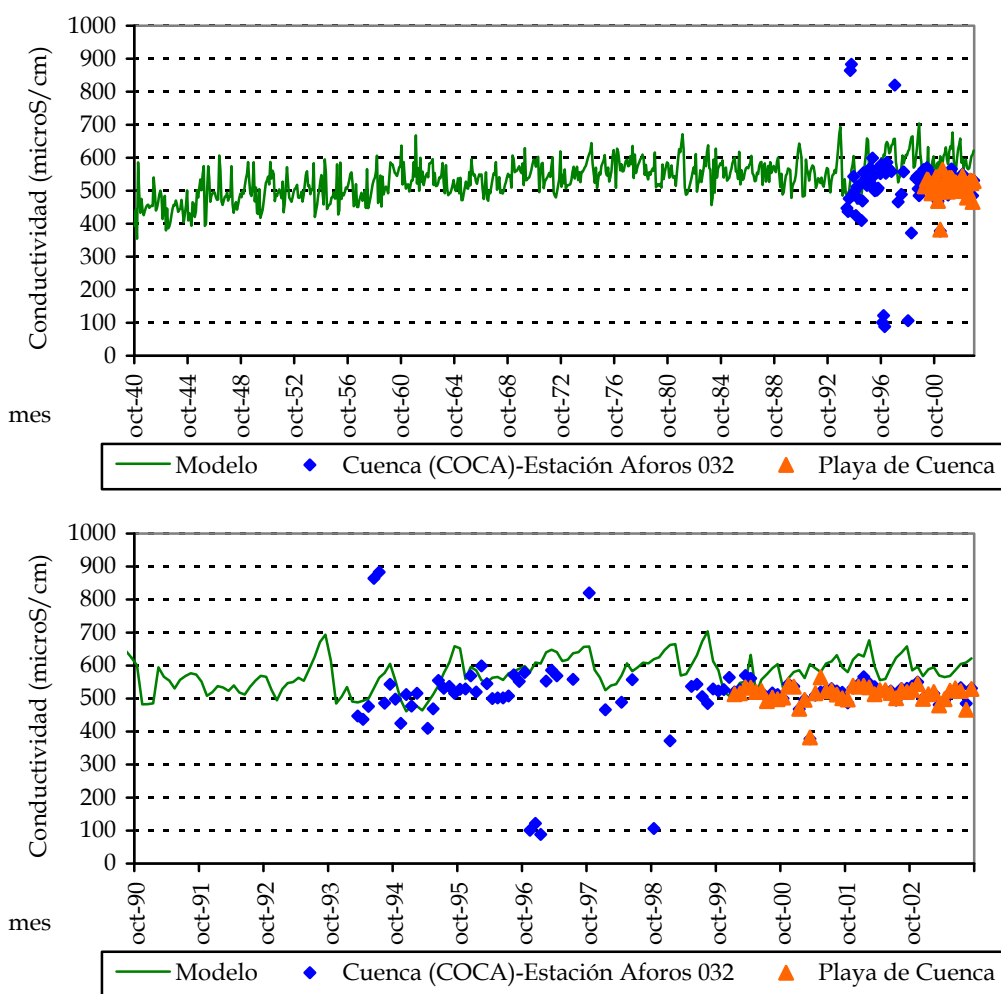 Conductividad (microS/cm)
1000
900
800
700
600
500
400
300
200
100
0
oct-40
oct-44
oct-48
oct-52
oct-56
oct-60
oct-64
oct-68
oct-72
oct-76
oct-80
oct-84
oct-88
oct-92
oct-96
oct-00
mes
Modelo Cuenca (COCA)-Estación Aforos 032 Playa de Cuenca
Conductividad (microS/cm)
1000
900
800
700
600
500
400
300
200
100
0
oct-90
oct-91
oct-92
oct-93
oct-94
oct-95
oct-96
oct-97
oct-98
oct-99
oct-00
oct-01
oct-02
mes
Modelo Cuenca (COCA)-Estación Aforos 032 Playa de Cuenca